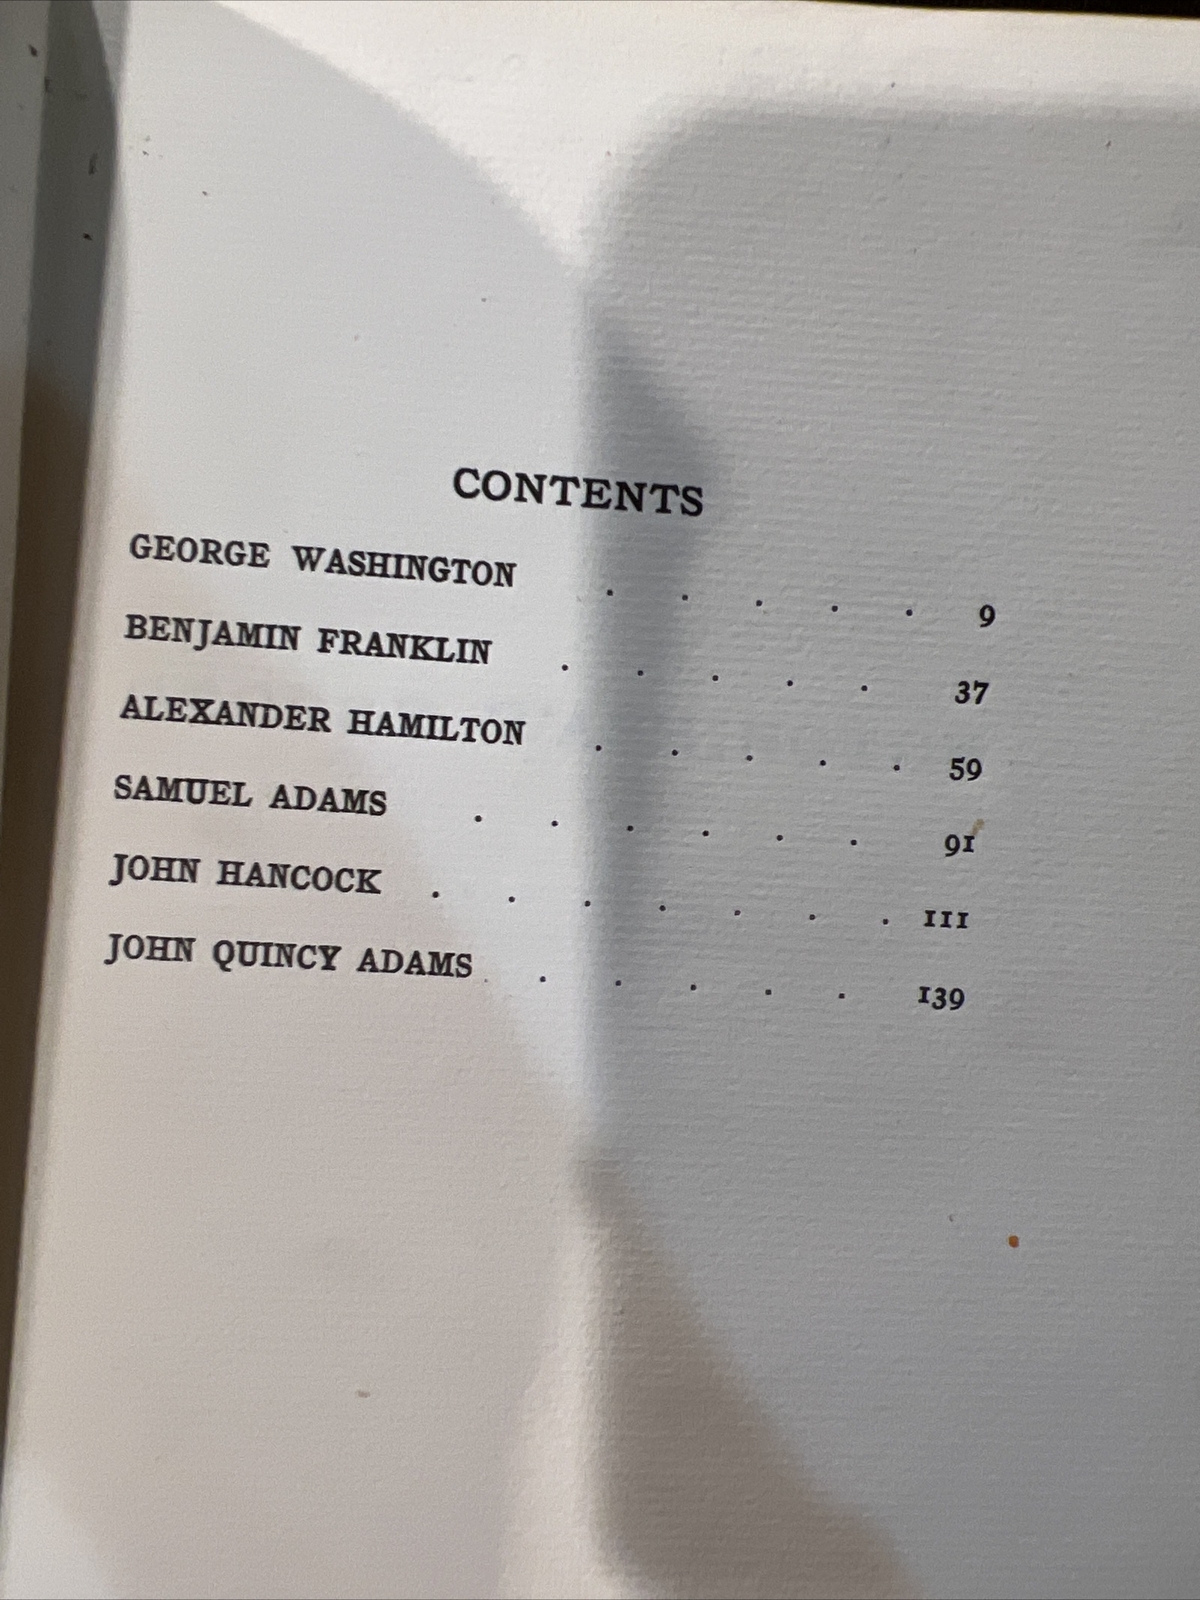 CONTENTS
GEORGE WASHINGTON . . . . . 9
BENJAMIN FRANKLIN . . . . . 37
ALEXANDER HAMILTON . . . . . 59
SAMUEL ADAMS . . . . . . 91
JOHN HANCOCK . . . . . . . 111
JOHN QUINCY ADAMS . . . . . . 139